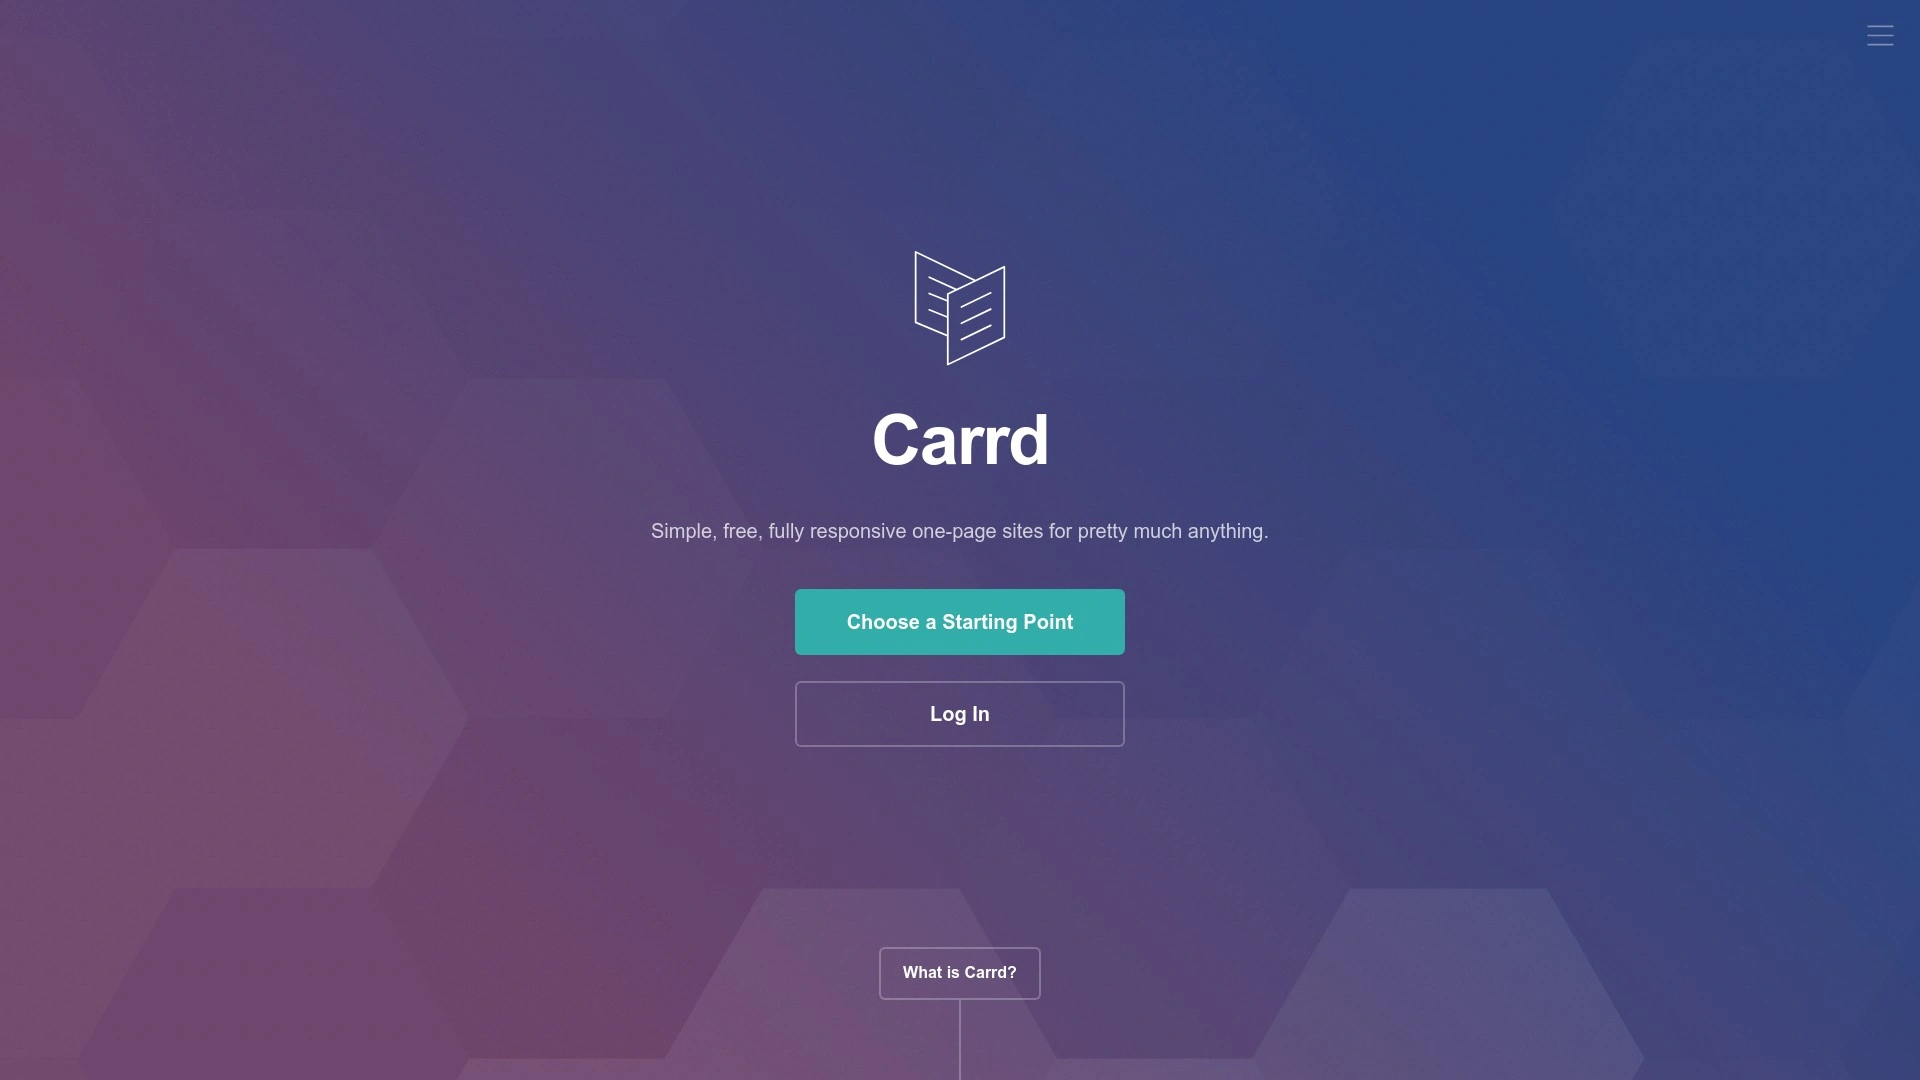 Carrd
Simple, free, fully responsive one-page sites for pretty much anything.
Choose a Starting Point
Log In
What is Carrd?